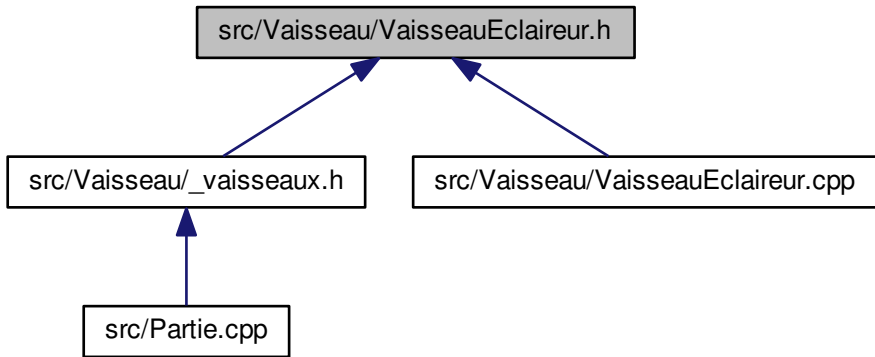 src/Vaisseau/VaisseauEclaireur.h
src/Vaisseau/_vaisseaux.h
src/Vaisseau/VaisseauEclaireur.cpp
src/Partie.cpp